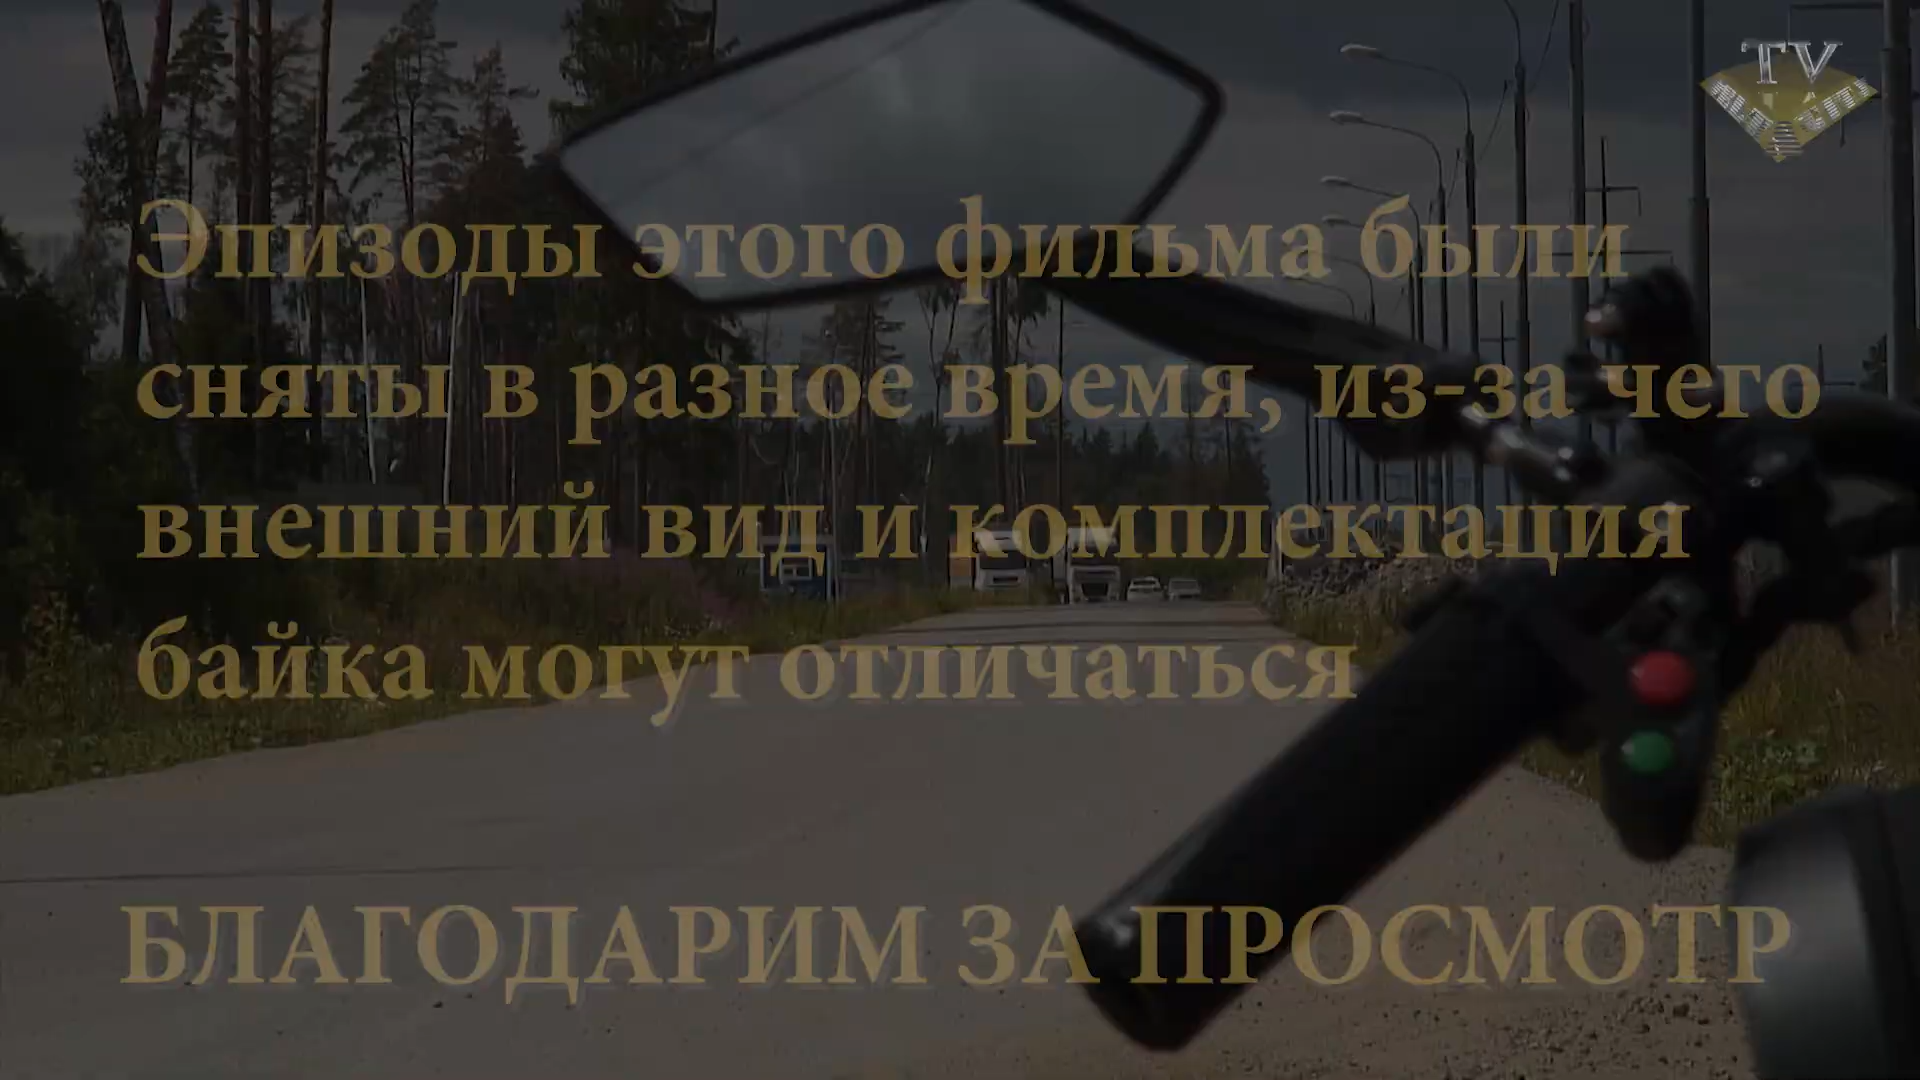 TV
Эпизоды этого фильма были
сняты в разное время, из-за чего
внешний вид и комплектация
байка могут отличаться
БЛАГОДАРИМ ЗА ПРОСМОТР